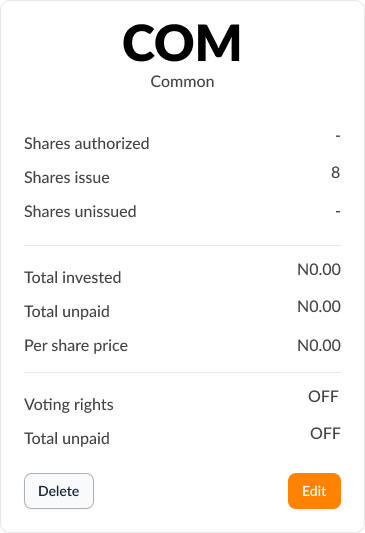 COM
Common
Shares authorized -
Shares issue 8
Shares unissued -
Total invested N0.00
Total unpaid N0.00
Per share price N0.00
Voting rights OFF
Total unpaid OFF
Delete Edit